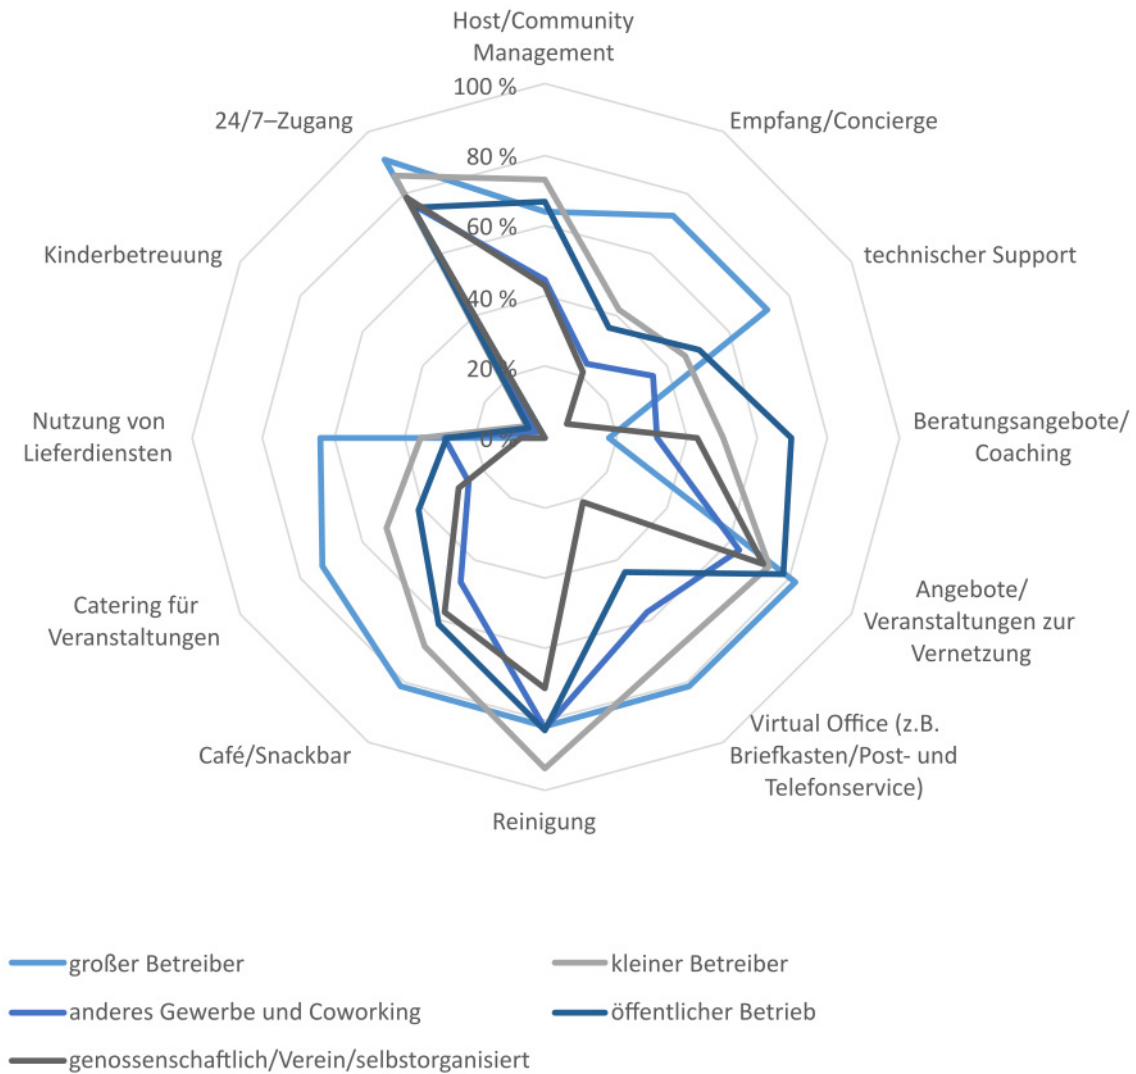 Host/Community
Management
100 %
24/7–Zugang
Empfang/Concierge
80 %
60 %
Kinderbetreuung
technischer Support
40 %
20 %
Nutzung von
Lieferdiensten
0 %
Beratungsangebote/
Coaching
Catering für
Veranstaltungen
Angebote/
Veranstaltungen zur
Vernetzung
Café/Snackbar
Virtual Office (z.B.
Briefkasten/Post- und
Telefonservice)
Reinigung
großer Betreiber
kleiner Betreiber
anderes Gewerbe und Coworking
öffentlicher Betrieb
genossenschaftlich/Verein/selbstorganisiert